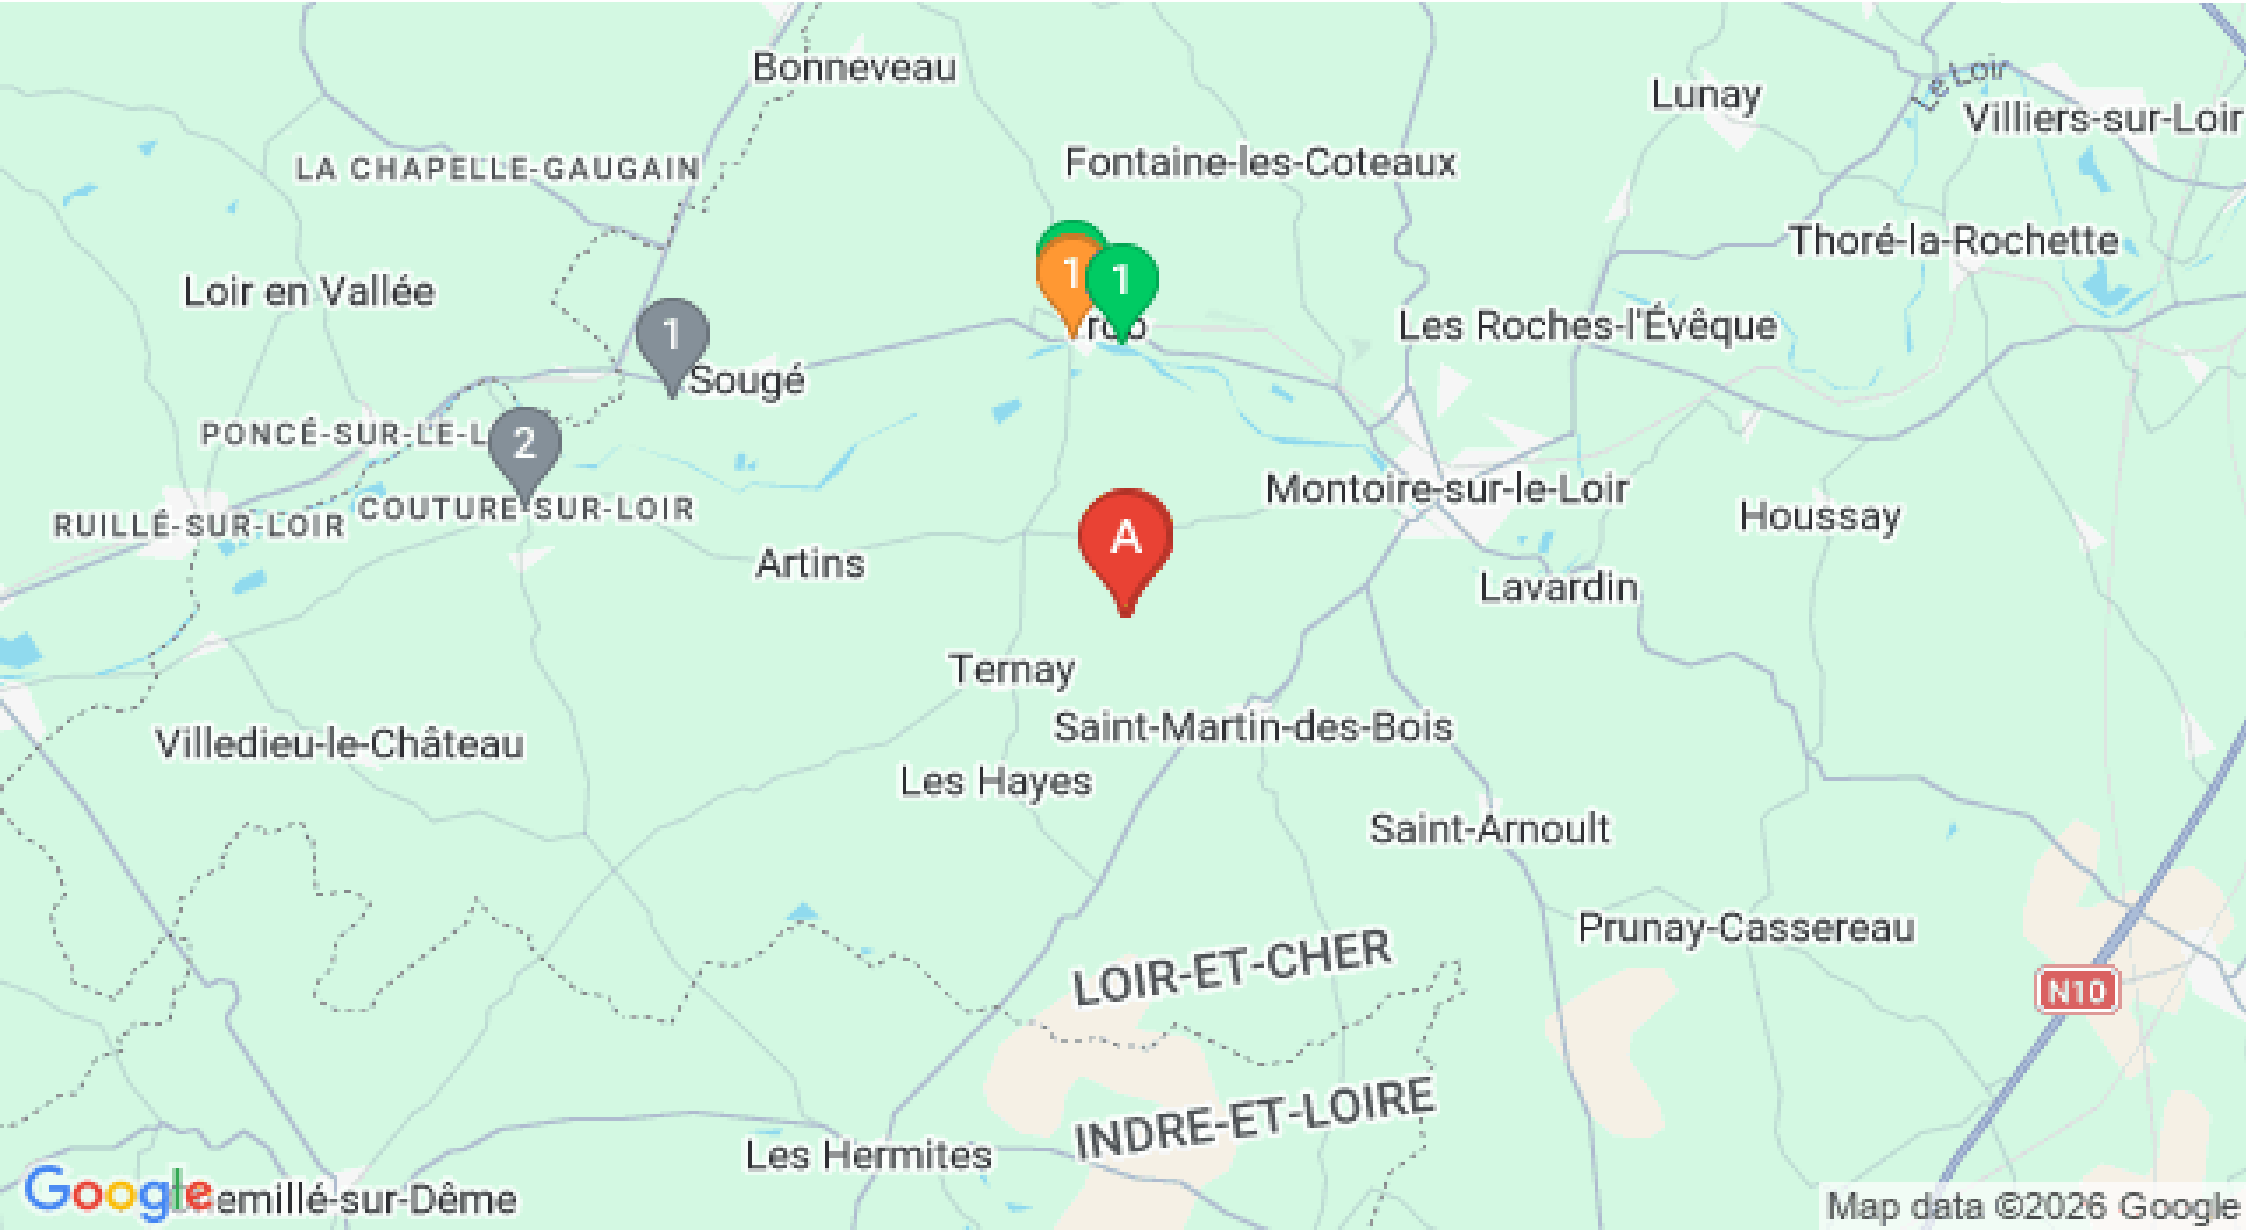 Bonneveau
Le Loir
Lunay
Villiers-sur-Loir
LA CHAPELLE-GAUGAIN
Fontaine-les-Coteaux
Thoré-la-Rochette
Loir en Vallée
1
1
1
Les Roches-l'Évêque
Sougé
PONCÉ-SUR-LE-L
2
COUTURE-SUR-LOIR
RUILLÉ-SUR-LOIR
Montoire-sur-le-Loir
Houssay
A
Artins
Lavardin
Ternay
Saint-Martin-des-Bois
Villedieu-le-Château
Les Hayes
Saint-Arnoult
Prunay-Cassereau
LOIR-ET-CHER
N10
INDRE-ET-LOIRE
Les Hermites
Google
emillé-sur-Dême
Map data ©2026 Google